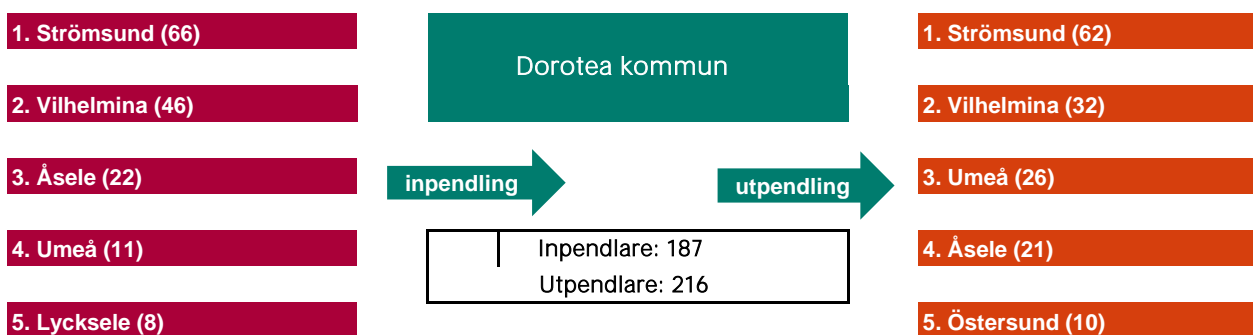 1. Strömsund (66)
2. Vilhelmina (46)
3. Åsele (22)
4. Umeå (11)
5. Lycksele (8)
Dorotea kommun
inpendling
utpendling
Inpendlare: 187
Utpendlare: 216
1. Strömsund (62)
2. Vilhelmina (32)
3. Umeå (26)
4. Åsele (21)
5. Östersund (10)